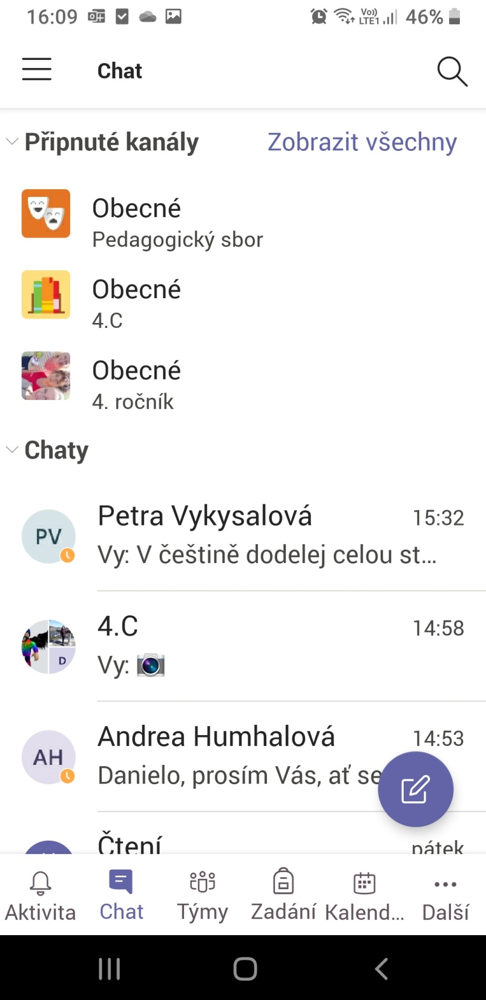 16:09
Vo)) LTE1 46%
Chat
Připnuté kanály Zobrazit všechny
Obecné
Pedagogický sbor
Obecné
4.C
Obecné
4. ročník
Chaty
PV Petra Vykysalová 15:32
Vy: V češtině dodelej celou st...
4.C 14:58
D Vy:
AH Andrea Humhalová 14:53
Danielo, prosím Vás, ať se
Čtení pátek
Aktivita Chat Týmy Zadání Kalend... Další